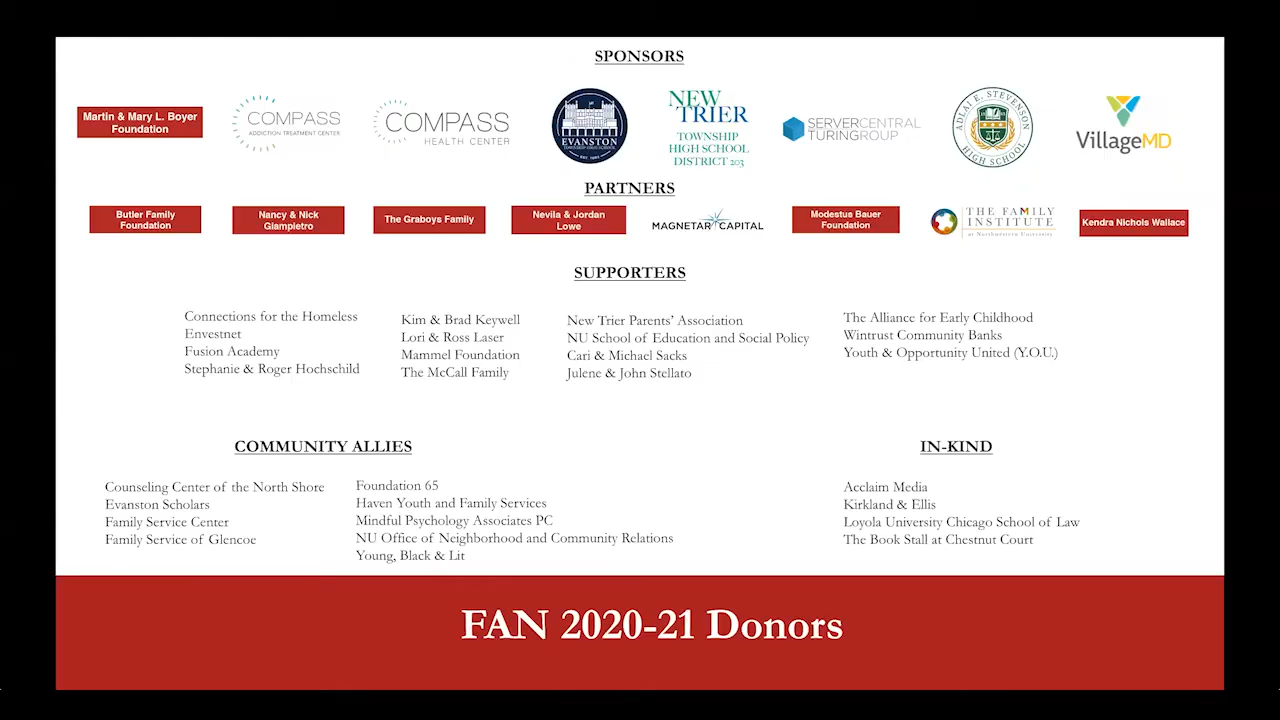 SPONSORS
Martin & Mary L. Boyer
Foundation
COMPASS
ADDICTION TREATMENT CENTER
COMPASS
HEALTH CENTER
EVANSTON
TOWNSHIP HIGH SCHOOL
EST. 1883
NEW
TRIER
TOWNSHIP
HIGH SCHOOL
DISTRICT 203
SERVERCENTRAL
TURINGGROUP
ADLAI E. STEVENSON
HIGH SCHOOL
VillageMD
PARTNERS
Butler Family
Foundation
Nancy & Nick
Giampietro
The Graboys Family
Nevila & Jordan
Lowe
MAGNETAR CAPITAL
Modestus Bauer
Foundation
THE FAMILY
INSTITUTE
at Northwestern University
Kendra Nichols Wallace
SUPPORTERS
Connections for the Homeless
Envestnet
Fusion Academy
Stephanie & Roger Hochschild
Kim & Brad Keywell
Lori & Ross Laser
Mammel Foundation
The McCall Family
New Trier Parents' Association
NU School of Education and Social Policy
Cari & Michael Sacks
Julene & John Stellato
The Alliance for Early Childhood
Wintrust Community Banks
Youth & Opportunity United (Y.O.U.)
COMMUNITY ALLIES
Counseling Center of the North Shore
Evanston Scholars
Family Service Center
Family Service of Glencoe
Foundation 65
Haven Youth and Family Services
Mindful Psychology Associates PC
NU Office of Neighborhood and Community Relations
Young, Black & Lit
IN-KIND
Acclaim Media
Kirkland & Ellis
Loyola University Chicago School of Law
The Book Stall at Chestnut Court
FAN 2020-21 Donors